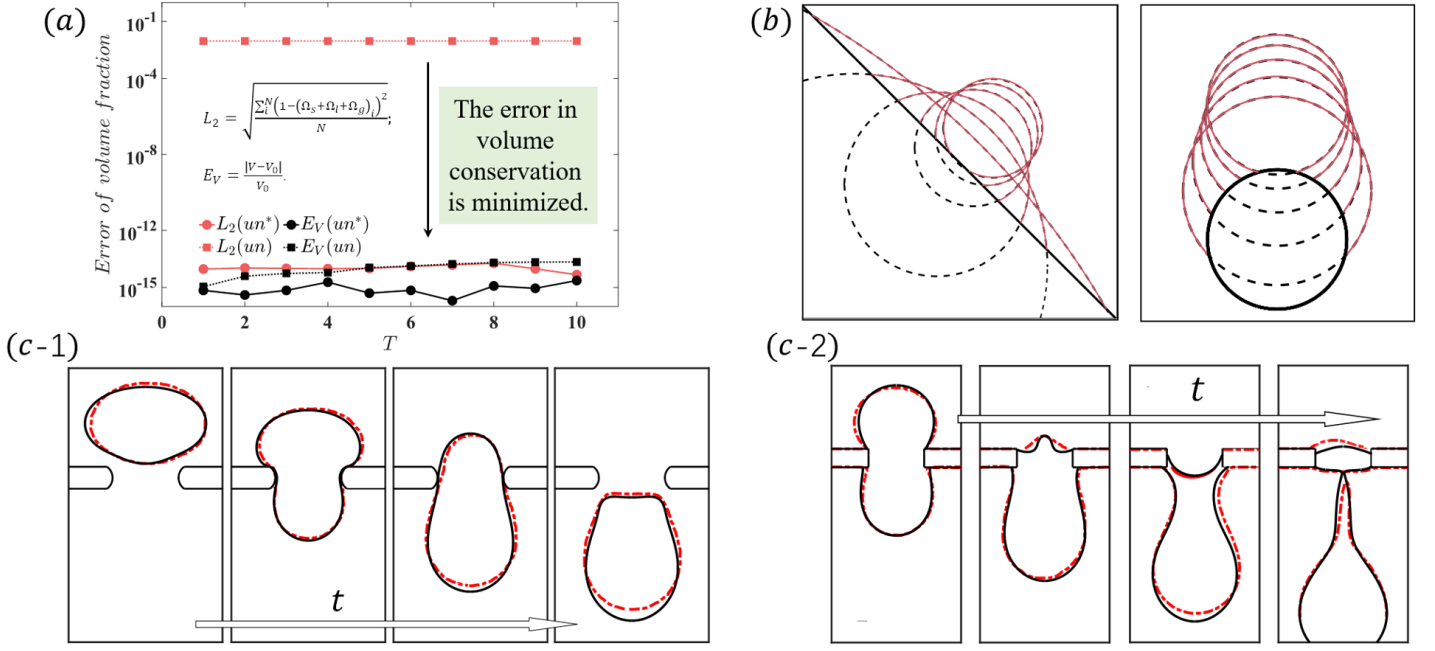 (a)
Error of volume fraction
10^-1
10^-4
10^-8
10^-12
10^-15
L_2 = √(∑_i^N (1−(Ω_s+Ω_l+Ω_g)_i)^2 / N);
E_V = |V−V_0| / V_0.
The error in
volume
conservation
is minimized.
L_2(un*) E_V(un*)
L_2(un) E_V(un)
0 2 4 6 8 10
T
(b)
(c-1)
t
(c-2)
t